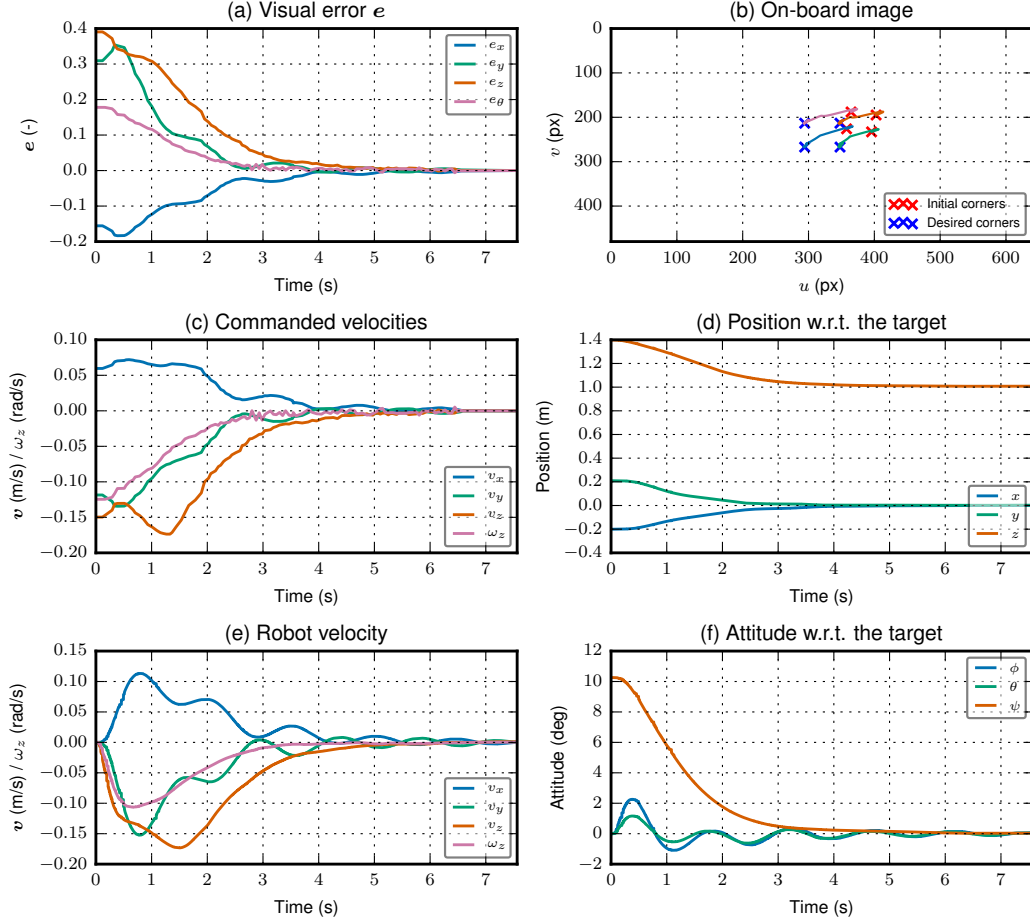 (a) Visual error e
0.4
0.3
0.2
0.1
0.0
−0.1
−0.2
e (-)
e_x
e_y
e_z
e_θ
0 1 2 3 4 5 6 7
Time (s)
(b) On-board image
0
100
200
300
400
v (px)
Initial corners
Desired corners
0 100 200 300 400 500 600
u (px)
(c) Commanded velocities
0.10
0.05
0.00
−0.05
−0.10
−0.15
−0.20
v (m/s) / ω_z (rad/s)
v_x
v_y
v_z
ω_z
0 1 2 3 4 5 6 7
Time (s)
(d) Position w.r.t. the target
1.4
1.2
1.0
0.8
0.6
0.4
0.2
0.0
−0.2
−0.4
Position (m)
x
y
z
0 1 2 3 4 5 6 7
Time (s)
(e) Robot velocity
0.15
0.10
0.05
0.00
−0.05
−0.10
−0.15
−0.20
v (m/s) / ω_z (rad/s)
v_x
v_y
v_z
ω_z
0 1 2 3 4 5 6 7
Time (s)
(f) Attitude w.r.t. the target
12
10
8
6
4
2
0
−2
Attitude (deg)
ϕ
θ
ψ
0 1 2 3 4 5 6 7
Time (s)